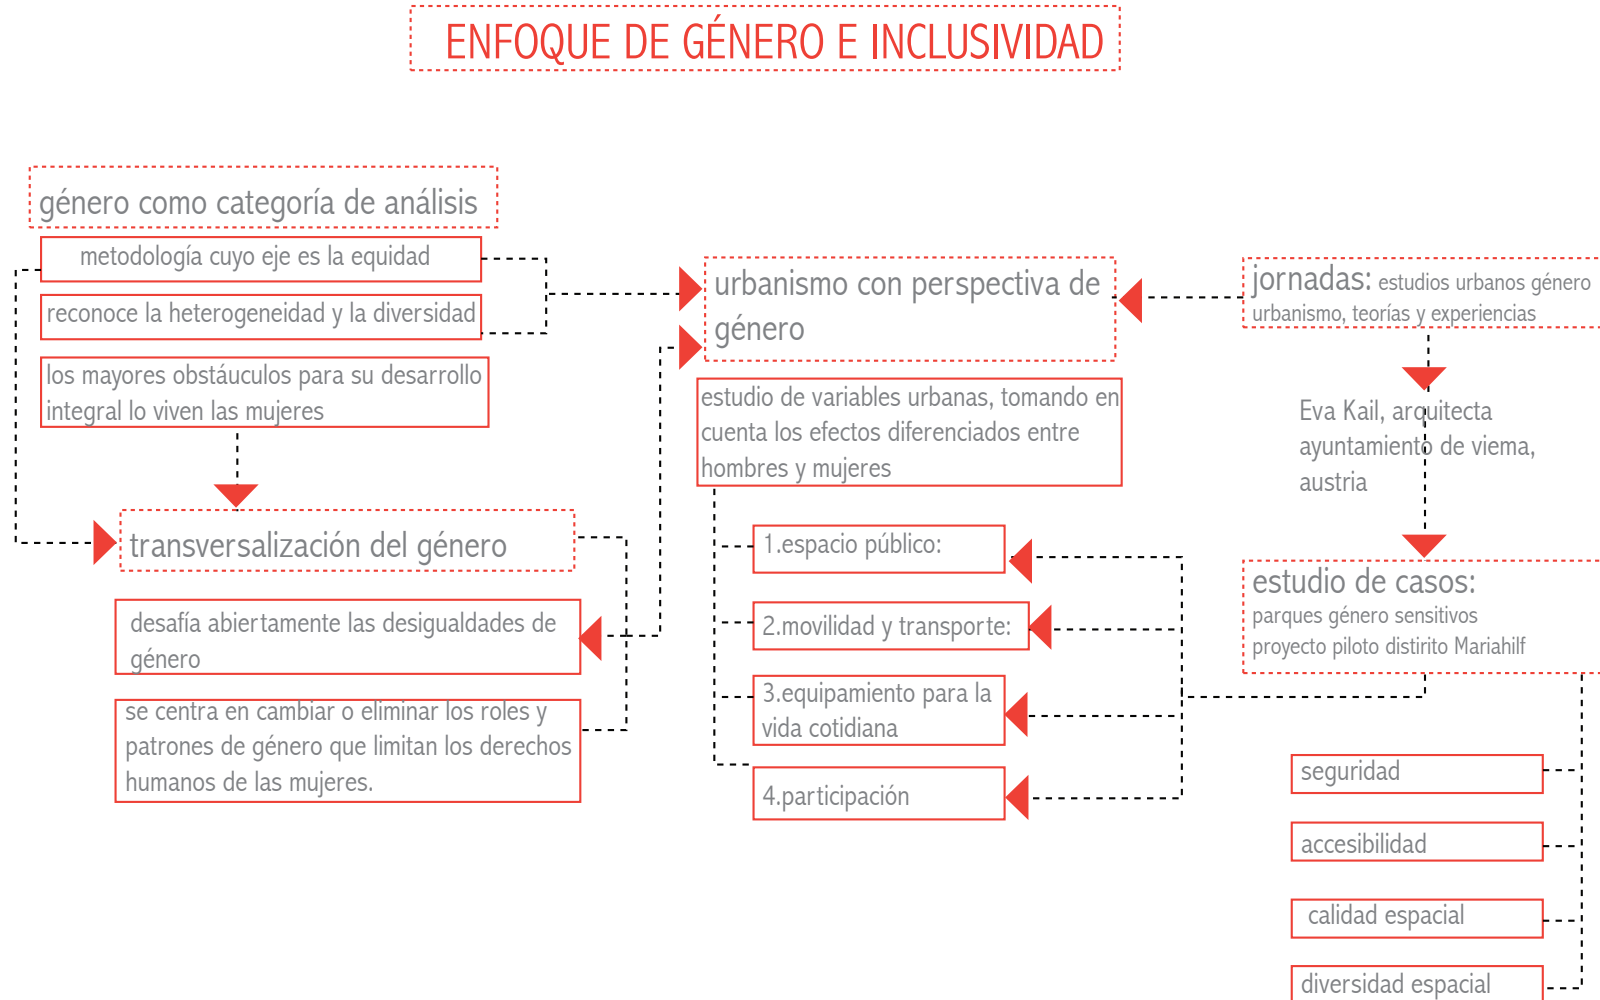 ENFOQUE DE GÉNERO E INCLUSIVIDAD
género como categoría de análisis
metodología cuyo eje es la equidad
reconoce la heterogeneidad y la diversidad
los mayores obstáuculos para su desarrollo
integral lo viven las mujeres
transversalización del género
desafía abiertamente las desigualdades de
género
se centra en cambiar o eliminar los roles y
patrones de género que limitan los derechos
humanos de las mujeres.
urbanismo con perspectiva de
género
estudio de variables urbanas, tomando en
cuenta los efectos diferenciados entre
hombres y mujeres
1.espacio público:
2.movilidad y transporte:
3.equipamiento para la
vida cotidiana
4.participación
jornadas: estudios urbanos género
urbanismo, teorías y experiencias
Eva Kail, arquitecta
ayuntamiento de viema,
austria
estudio de casos:
parques género sensitivos
proyecto piloto distirito Mariahilf
seguridad
accesibilidad
calidad espacial
diversidad espacial